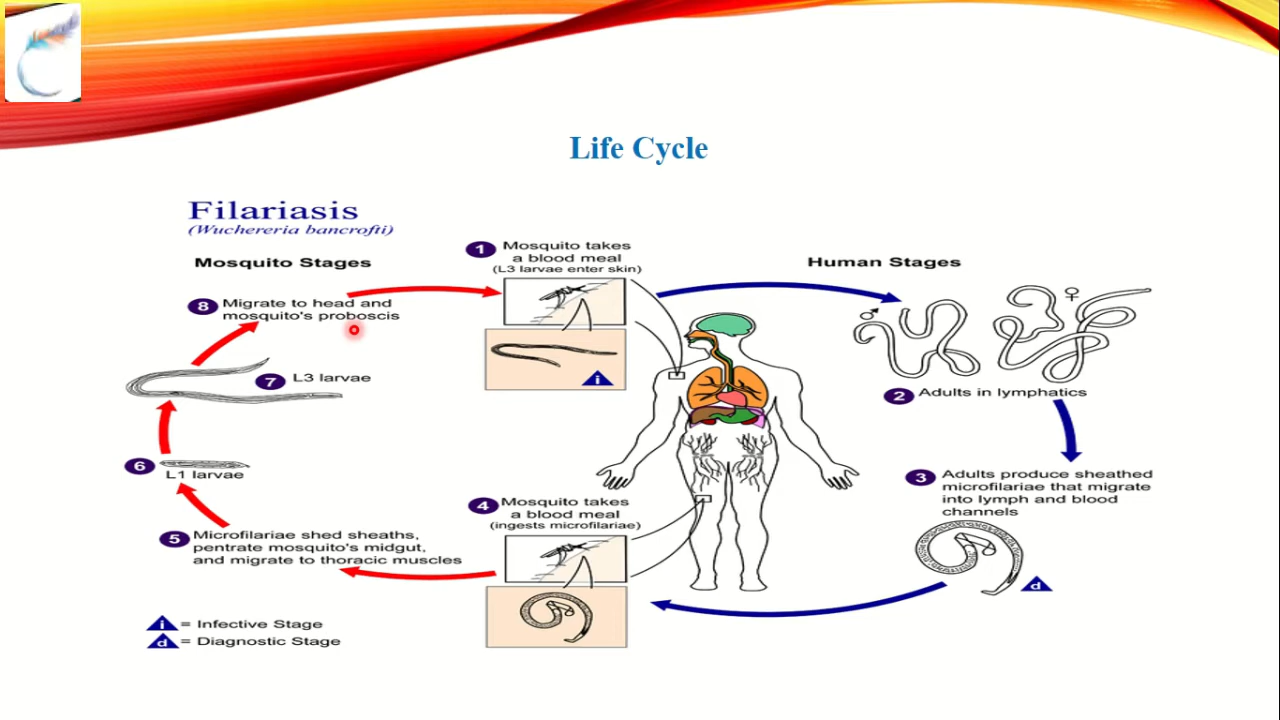 Life Cycle
Filariasis
(Wuchereria bancrofti)
Mosquito Stages
Human Stages
1
Mosquito takes
a blood meal
(L3 larvae enter skin)
i
♂
♀
2
Adults in lymphatics
3
Adults produce sheathed
microfilariae that migrate
into lymph and blood
channels
d
4
Mosquito takes
a blood meal
(ingests microfilariae)
5
Microfilariae shed sheaths,
pentrate mosquito's midgut,
and migrate to thoracic muscles
6
L1 larvae
7
L3 larvae
8
Migrate to head and
mosquito's proboscis
i = Infective Stage
d = Diagnostic Stage